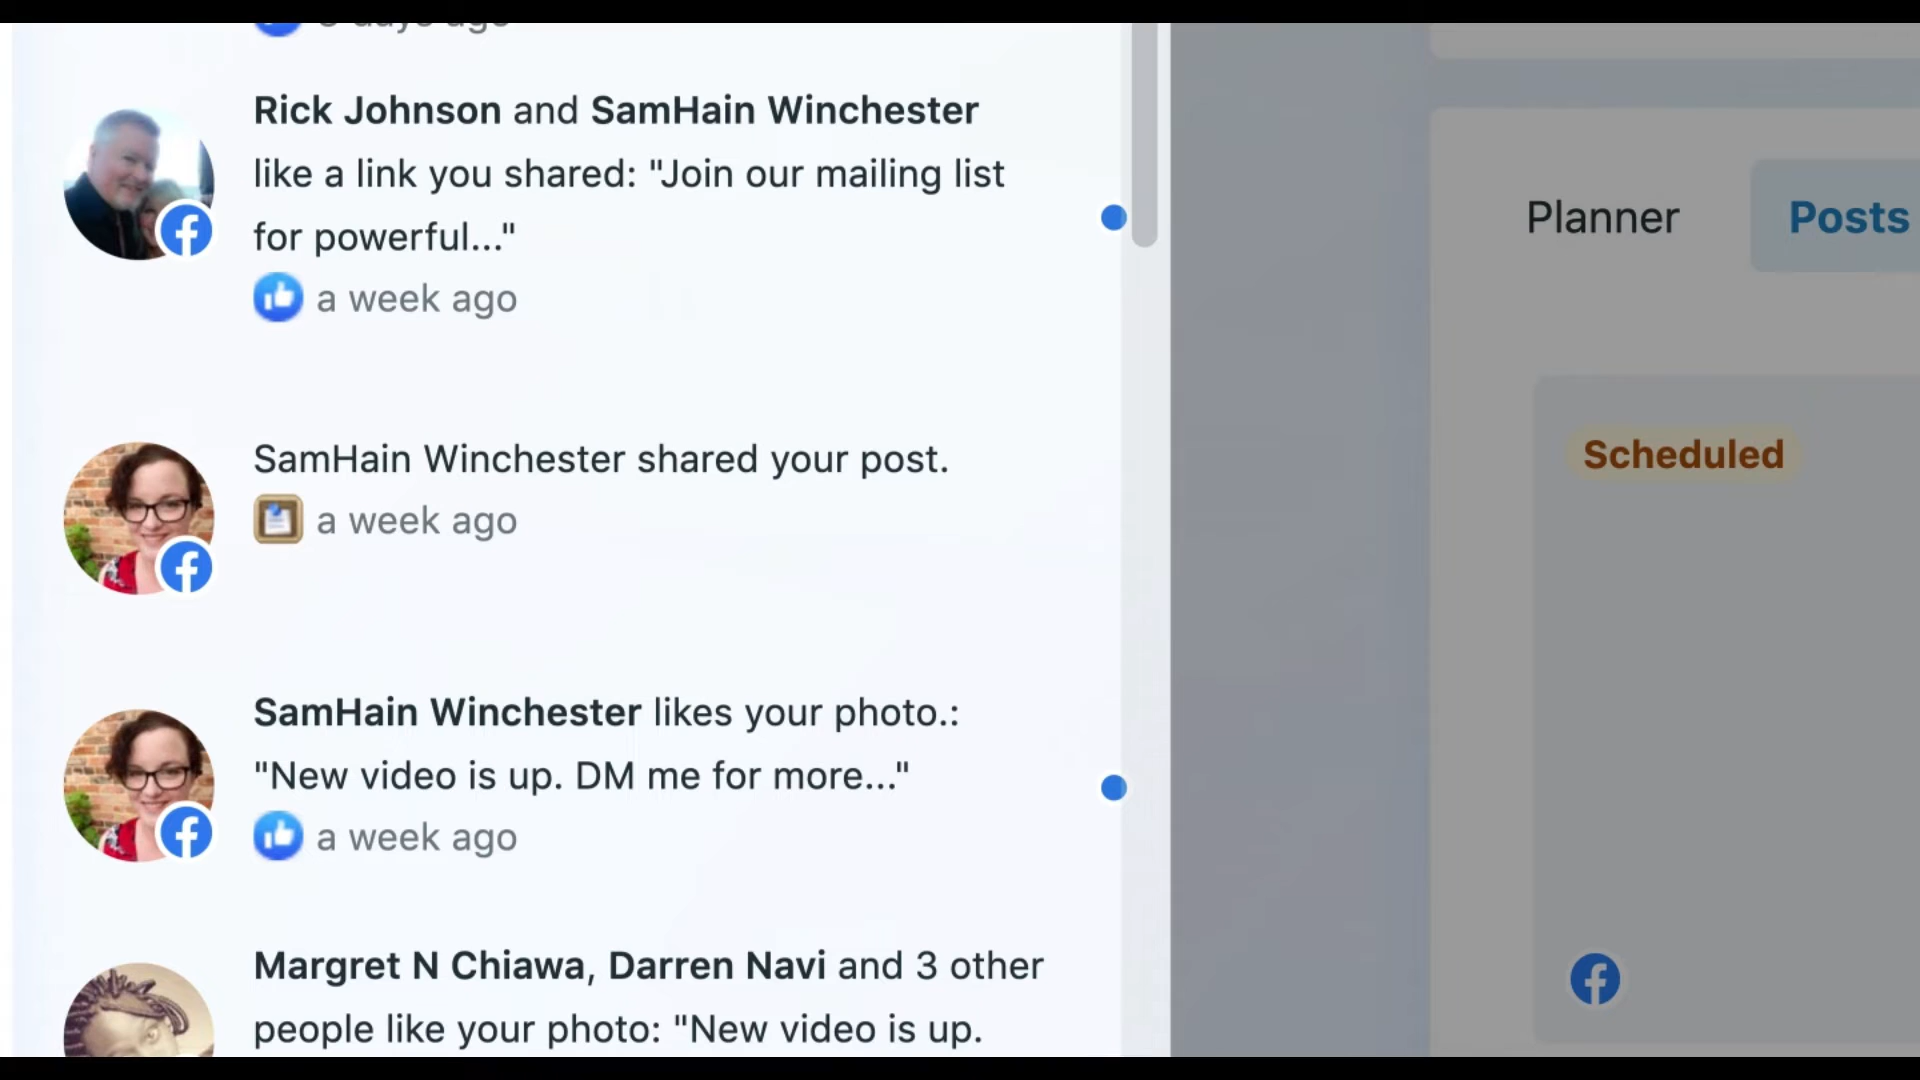 Rick Johnson and SamHain Winchester
like a link you shared: "Join our mailing list
for powerful..."
a week ago
SamHain Winchester shared your post.
a week ago
SamHain Winchester likes your photo.:
"New video is up. DM me for more..."
a week ago
Margret N Chiawa, Darren Navi and 3 other
people like your photo: "New video is up.
Planner
Posts
Scheduled